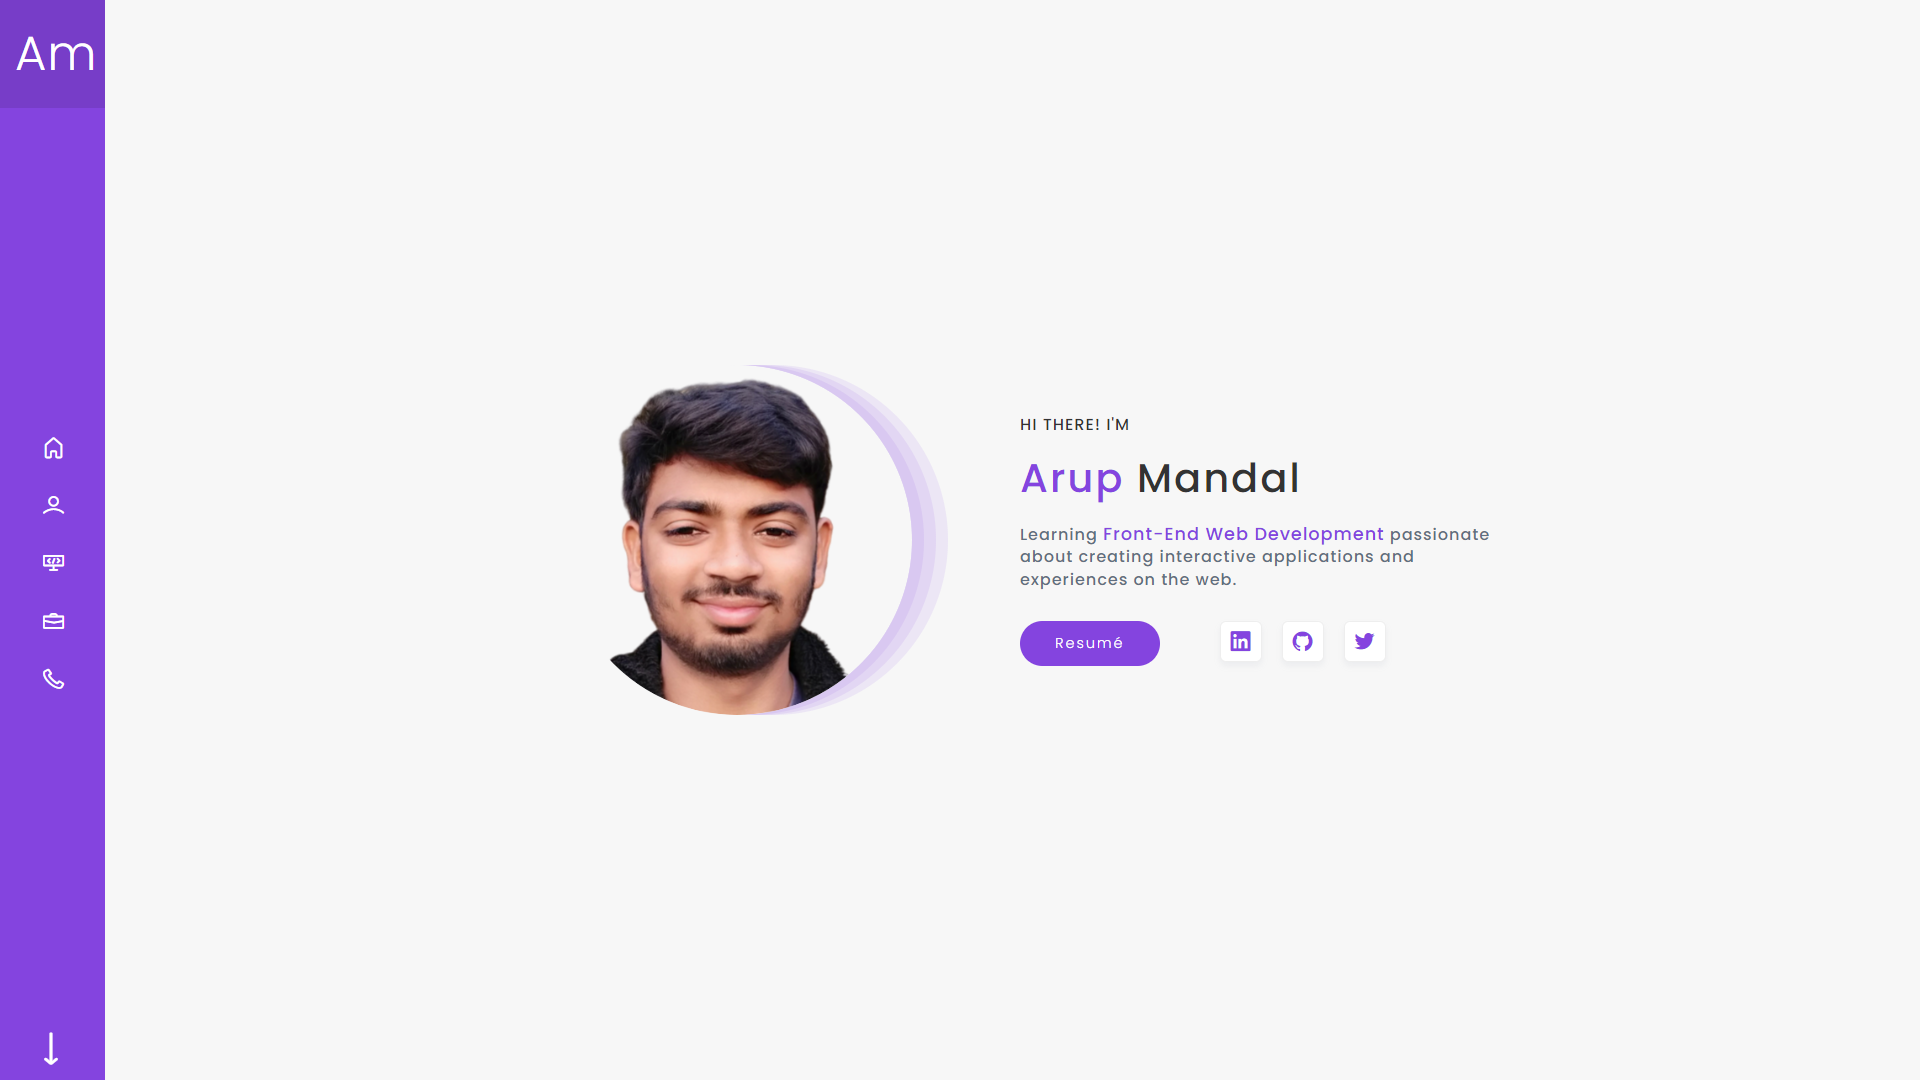 Am
HI THERE! I'M
Arup Mandal
Learning Front-End Web Development passionate
about creating interactive applications and
experiences on the web.
Resumé
in